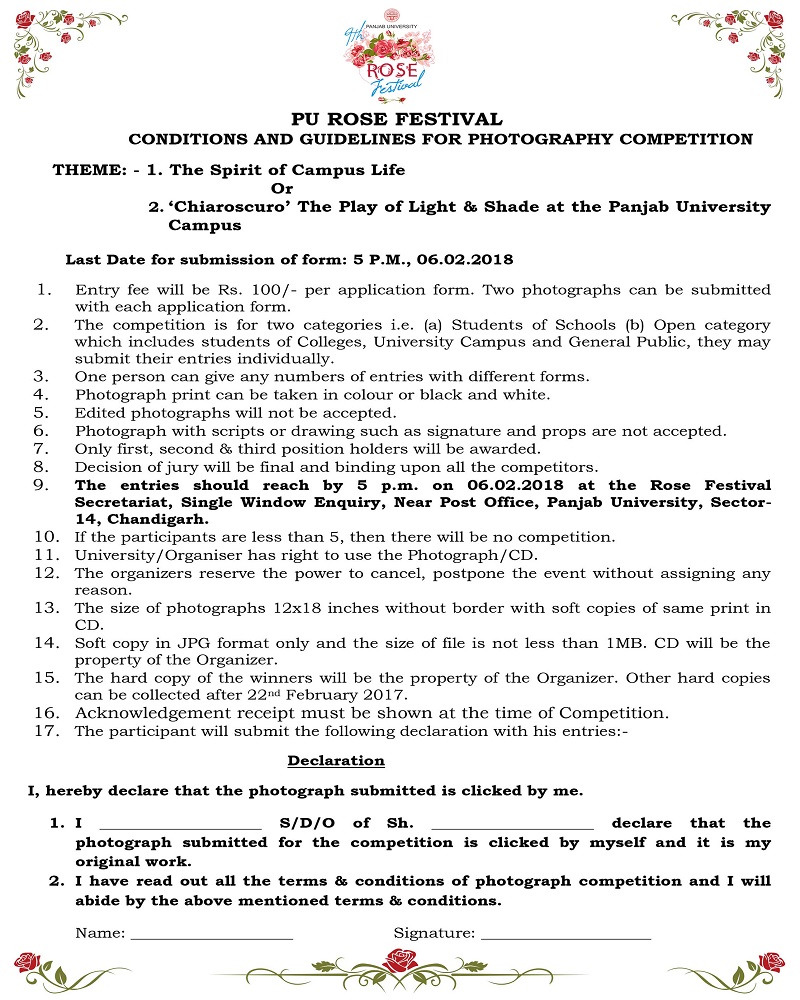 PANJAB UNIVERSITY
9th
ROSE
Festival
PU ROSE FESTIVAL
CONDITIONS AND GUIDELINES FOR PHOTOGRAPHY COMPETITION
THEME: - 1. The Spirit of Campus Life
Or
2. ‘Chiaroscuro’ The Play of Light & Shade at the Panjab University
Campus
Last Date for submission of form: 5 P.M., 06.02.2018
1. Entry fee will be Rs. 100/- per application form. Two photographs can be submitted
with each application form.
2. The competition is for two categories i.e. (a) Students of Schools (b) Open category
which includes students of Colleges, University Campus and General Public, they may
submit their entries individually.
3. One person can give any numbers of entries with different forms.
4. Photograph print can be taken in colour or black and white.
5. Edited photographs will not be accepted.
6. Photograph with scripts or drawing such as signature and props are not accepted.
7. Only first, second & third position holders will be awarded.
8. Decision of jury will be final and binding upon all the competitors.
9. The entries should reach by 5 p.m. on 06.02.2018 at the Rose Festival
Secretariat, Single Window Enquiry, Near Post Office, Panjab University, Sector-
14, Chandigarh.
10. If the participants are less than 5, then there will be no competition.
11. University/Organiser has right to use the Photograph/CD.
12. The organizers reserve the power to cancel, postpone the event without assigning any
reason.
13. The size of photographs 12x18 inches without border with soft copies of same print in
CD.
14. Soft copy in JPG format only and the size of file is not less than 1MB. CD will be the
property of the Organizer.
15. The hard copy of the winners will be the property of the Organizer. Other hard copies
can be collected after 22nd February 2017.
16. Acknowledgement receipt must be shown at the time of Competition.
17. The participant will submit the following declaration with his entries:-
Declaration
I, hereby declare that the photograph submitted is clicked by me.
1. I ____________________ S/D/O of Sh. ____________________ declare that the
photograph submitted for the competition is clicked by myself and it is my
original work.
2. I have read out all the terms & conditions of photograph competition and I will
abide by the above mentioned terms & conditions.
Name: ____________________ Signature: ____________________